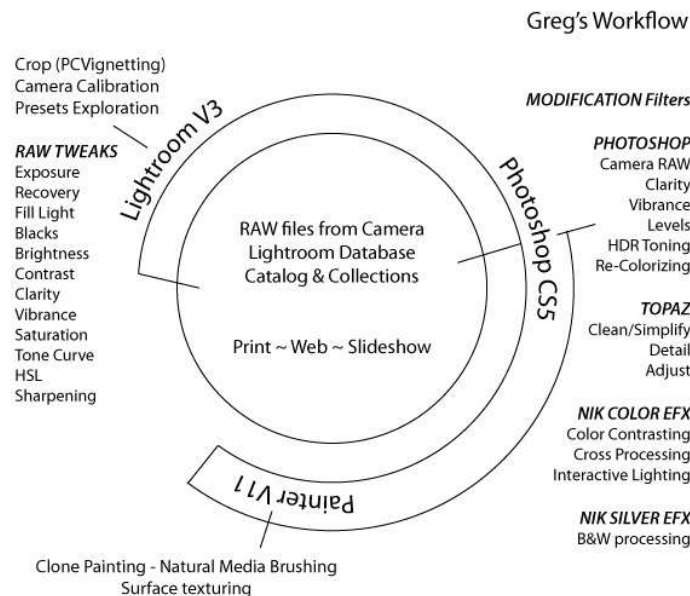 Greg's Workflow
Crop (PCVignetting)
Camera Calibration
Presets Exploration
RAW TWEAKS
Exposure
Recovery
Fill Light
Blacks
Brightness
Contrast
Clarity
Vibrance
Saturation
Tone Curve
HSL
Sharpening
Lightroom V3
RAW files from Camera
Lightroom Database
Catalog & Collections
Print ~ Web ~ Slideshow
Photoshop CS5
MODIFICATION Filters
PHOTOSHOP
Camera RAW
Clarity
Vibrance
Levels
HDR Toning
Re-Colorizing
TOPAZ
Clean/Simplify
Detail
Adjust
NIK COLOR EFX
Color Contrasting
Cross Processing
Interactive Lighting
NIK SILVER EFX
B&W processing
Painter V11
Clone Painting - Natural Media Brushing
Surface texturing